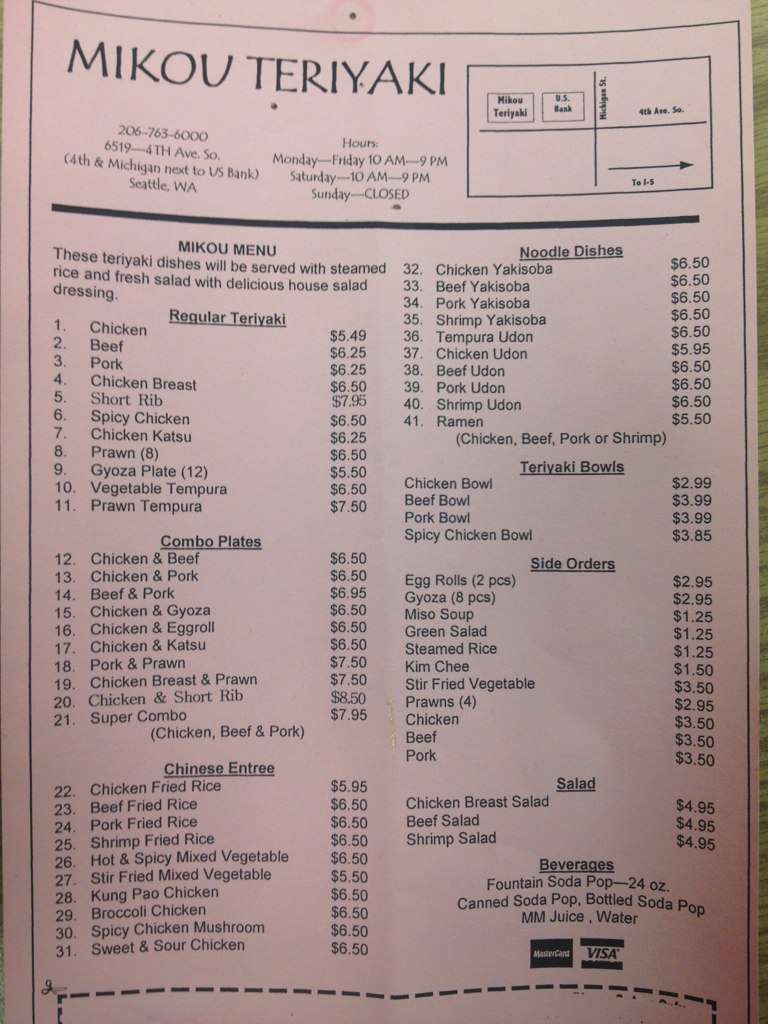 MIKOU TERIYAKI
206-763-6000
6519—4TH Ave. So.
(4th & Michigan next to US Bank)
Seattle, WA
Hours:
Monday—Friday 10 AM—9 PM
Saturday—10 AM—9 PM
Sunday—CLOSED
Mikou Teriyaki
U.S. Bank
Michigan St.
4th Ave. So.
To I-5
MIKOU MENU
These teriyaki dishes will be served with steamed
rice and fresh salad with delicious house salad
dressing.
Regular Teriyaki
1. Chicken $5.49
2. Beef $6.25
3. Pork $6.25
4. Chicken Breast $6.50
5. Short Rib $7.95
6. Spicy Chicken $6.50
7. Chicken Katsu $6.25
8. Prawn (8) $6.50
9. Gyoza Plate (12) $5.50
10. Vegetable Tempura $6.50
11. Prawn Tempura $7.50
Combo Plates
12. Chicken & Beef $6.50
13. Chicken & Pork $6.50
14. Beef & Pork $6.95
15. Chicken & Gyoza $6.50
16. Chicken & Eggroll $6.50
17. Chicken & Katsu $6.50
18. Pork & Prawn $7.50
19. Chicken Breast & Prawn $7.50
20. Chicken & Short Rib $8.50
21. Super Combo $7.95
(Chicken, Beef & Pork)
Chinese Entree
22. Chicken Fried Rice $5.95
23. Beef Fried Rice $6.50
24. Pork Fried Rice $6.50
25. Shrimp Fried Rice $6.50
26. Hot & Spicy Mixed Vegetable $6.50
27. Stir Fried Mixed Vegetable $5.50
28. Kung Pao Chicken $6.50
29. Broccoli Chicken $6.50
30. Spicy Chicken Mushroom $6.50
31. Sweet & Sour Chicken $6.50
Noodle Dishes
32. Chicken Yakisoba $6.50
33. Beef Yakisoba $6.50
34. Pork Yakisoba $6.50
35. Shrimp Yakisoba $6.50
36. Tempura Udon $6.50
37. Chicken Udon $5.95
38. Beef Udon $6.50
39. Pork Udon $6.50
40. Shrimp Udon $6.50
41. Ramen $5.50
(Chicken, Beef, Pork or Shrimp)
Teriyaki Bowls
Chicken Bowl $2.99
Beef Bowl $3.99
Pork Bowl $3.99
Spicy Chicken Bowl $3.85
Side Orders
Egg Rolls (2 pcs) $2.95
Gyoza (8 pcs) $2.95
Miso Soup $1.25
Green Salad $1.25
Steamed Rice $1.25
Kim Chee $1.50
Stir Fried Vegetable $3.50
Prawns (4) $2.95
Chicken $3.50
Beef $3.50
Pork $3.50
Salad
Chicken Breast Salad $4.95
Beef Salad $4.95
Shrimp Salad $4.95
Beverages
Fountain Soda Pop—24 oz.
Canned Soda Pop, Bottled Soda Pop
MM Juice , Water
MasterCard VISA